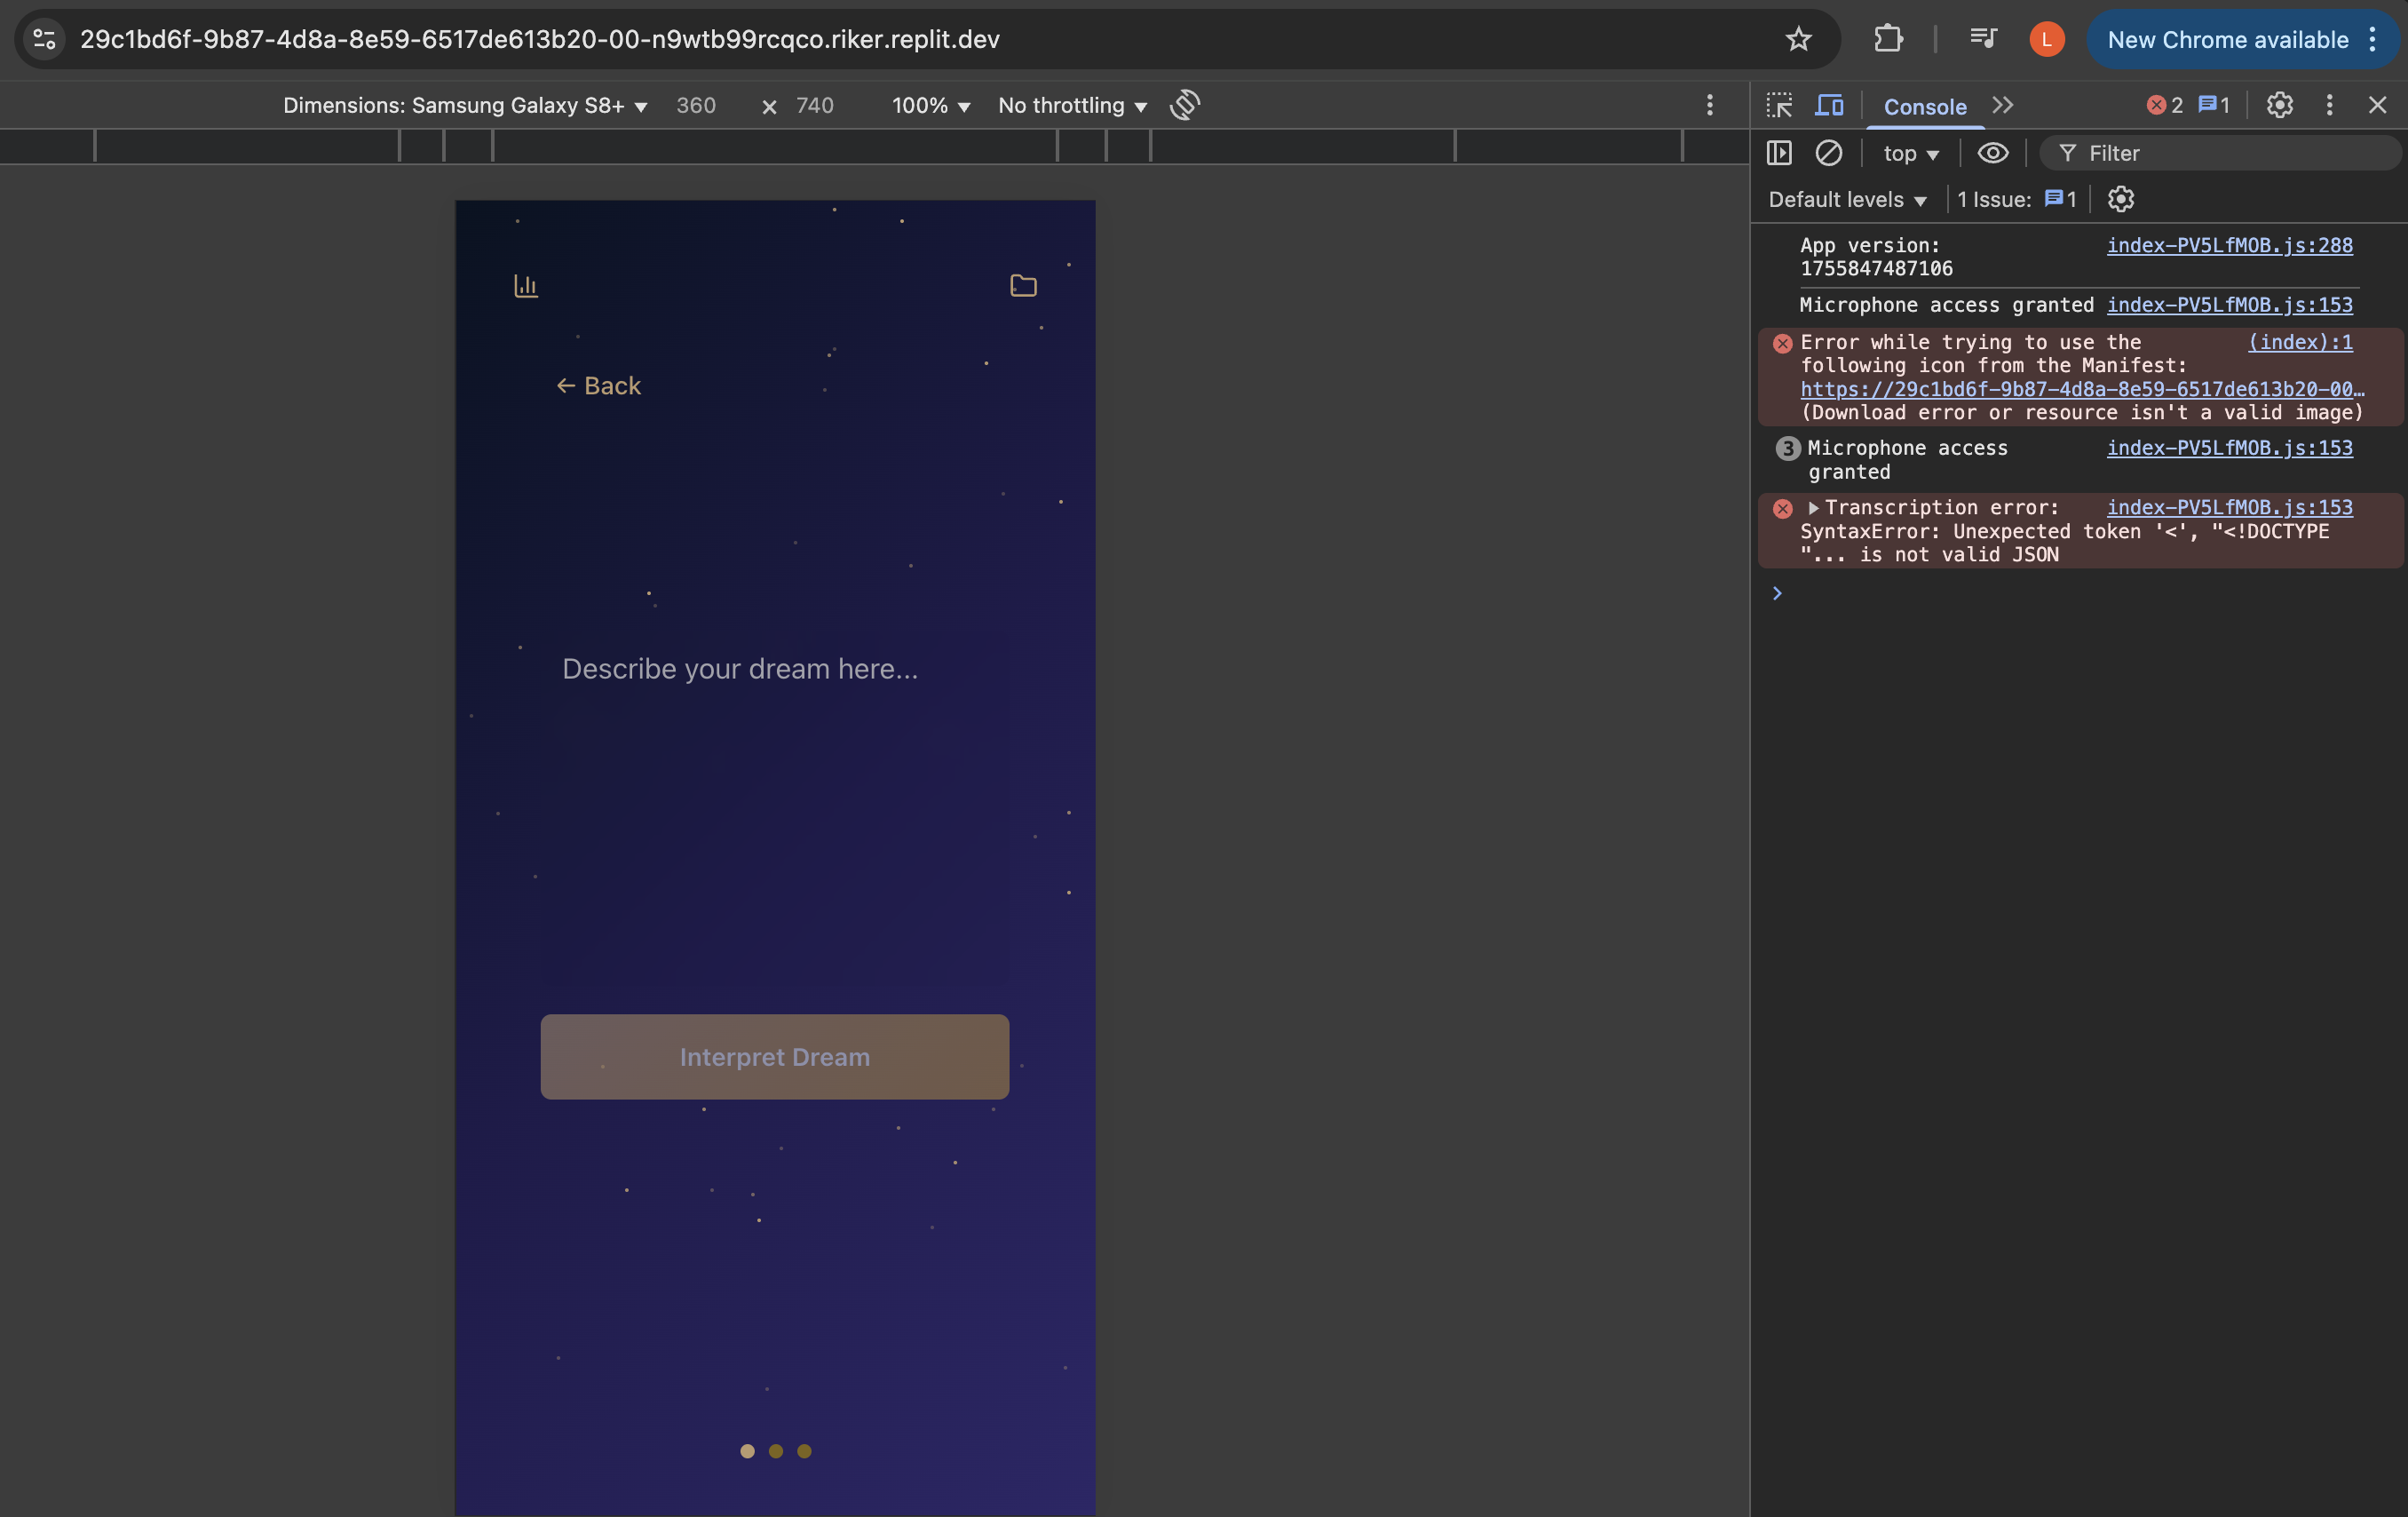 29c1bd6f-9b87-4d8a-8e59-6517de613b20-00-n9wtb99rcqco.riker.replit.dev
L
New Chrome available
Dimensions: Samsung Galaxy S8+ 360 × 740 100% No throttling
Console 2 1
top Filter
Default levels 1 Issue: 1
App version: index-PV5LfMOB.js:288
1755847487106
Microphone access granted index-PV5LfMOB.js:153
Error while trying to use the (index):1
following icon from the Manifest:
https://29c1bd6f-9b87-4d8a-8e59-6517de613b20-00…
(Download error or resource isn't a valid image)
3 Microphone access index-PV5LfMOB.js:153
granted
Transcription error: index-PV5LfMOB.js:153
SyntaxError: Unexpected token '<', "<!DOCTYPE
"... is not valid JSON
← Back
Describe your dream here...
Interpret Dream